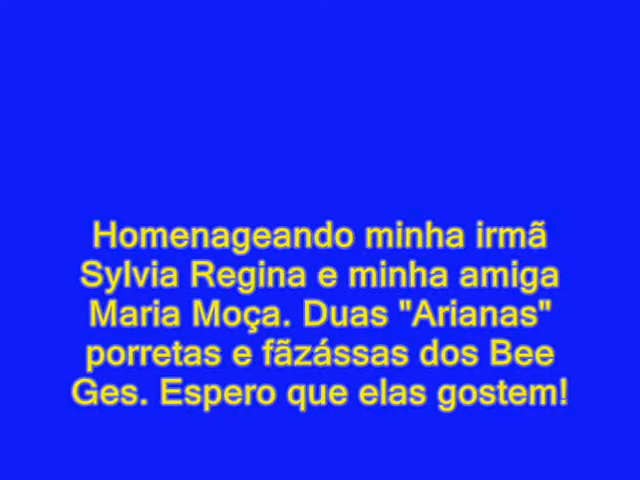 Homenageando minha irmã
Sylvia Regina e minha amiga
Maria Moça. Duas "Arianas"
porretas e fãzássas dos Bee
Ges. Espero que elas gostem!